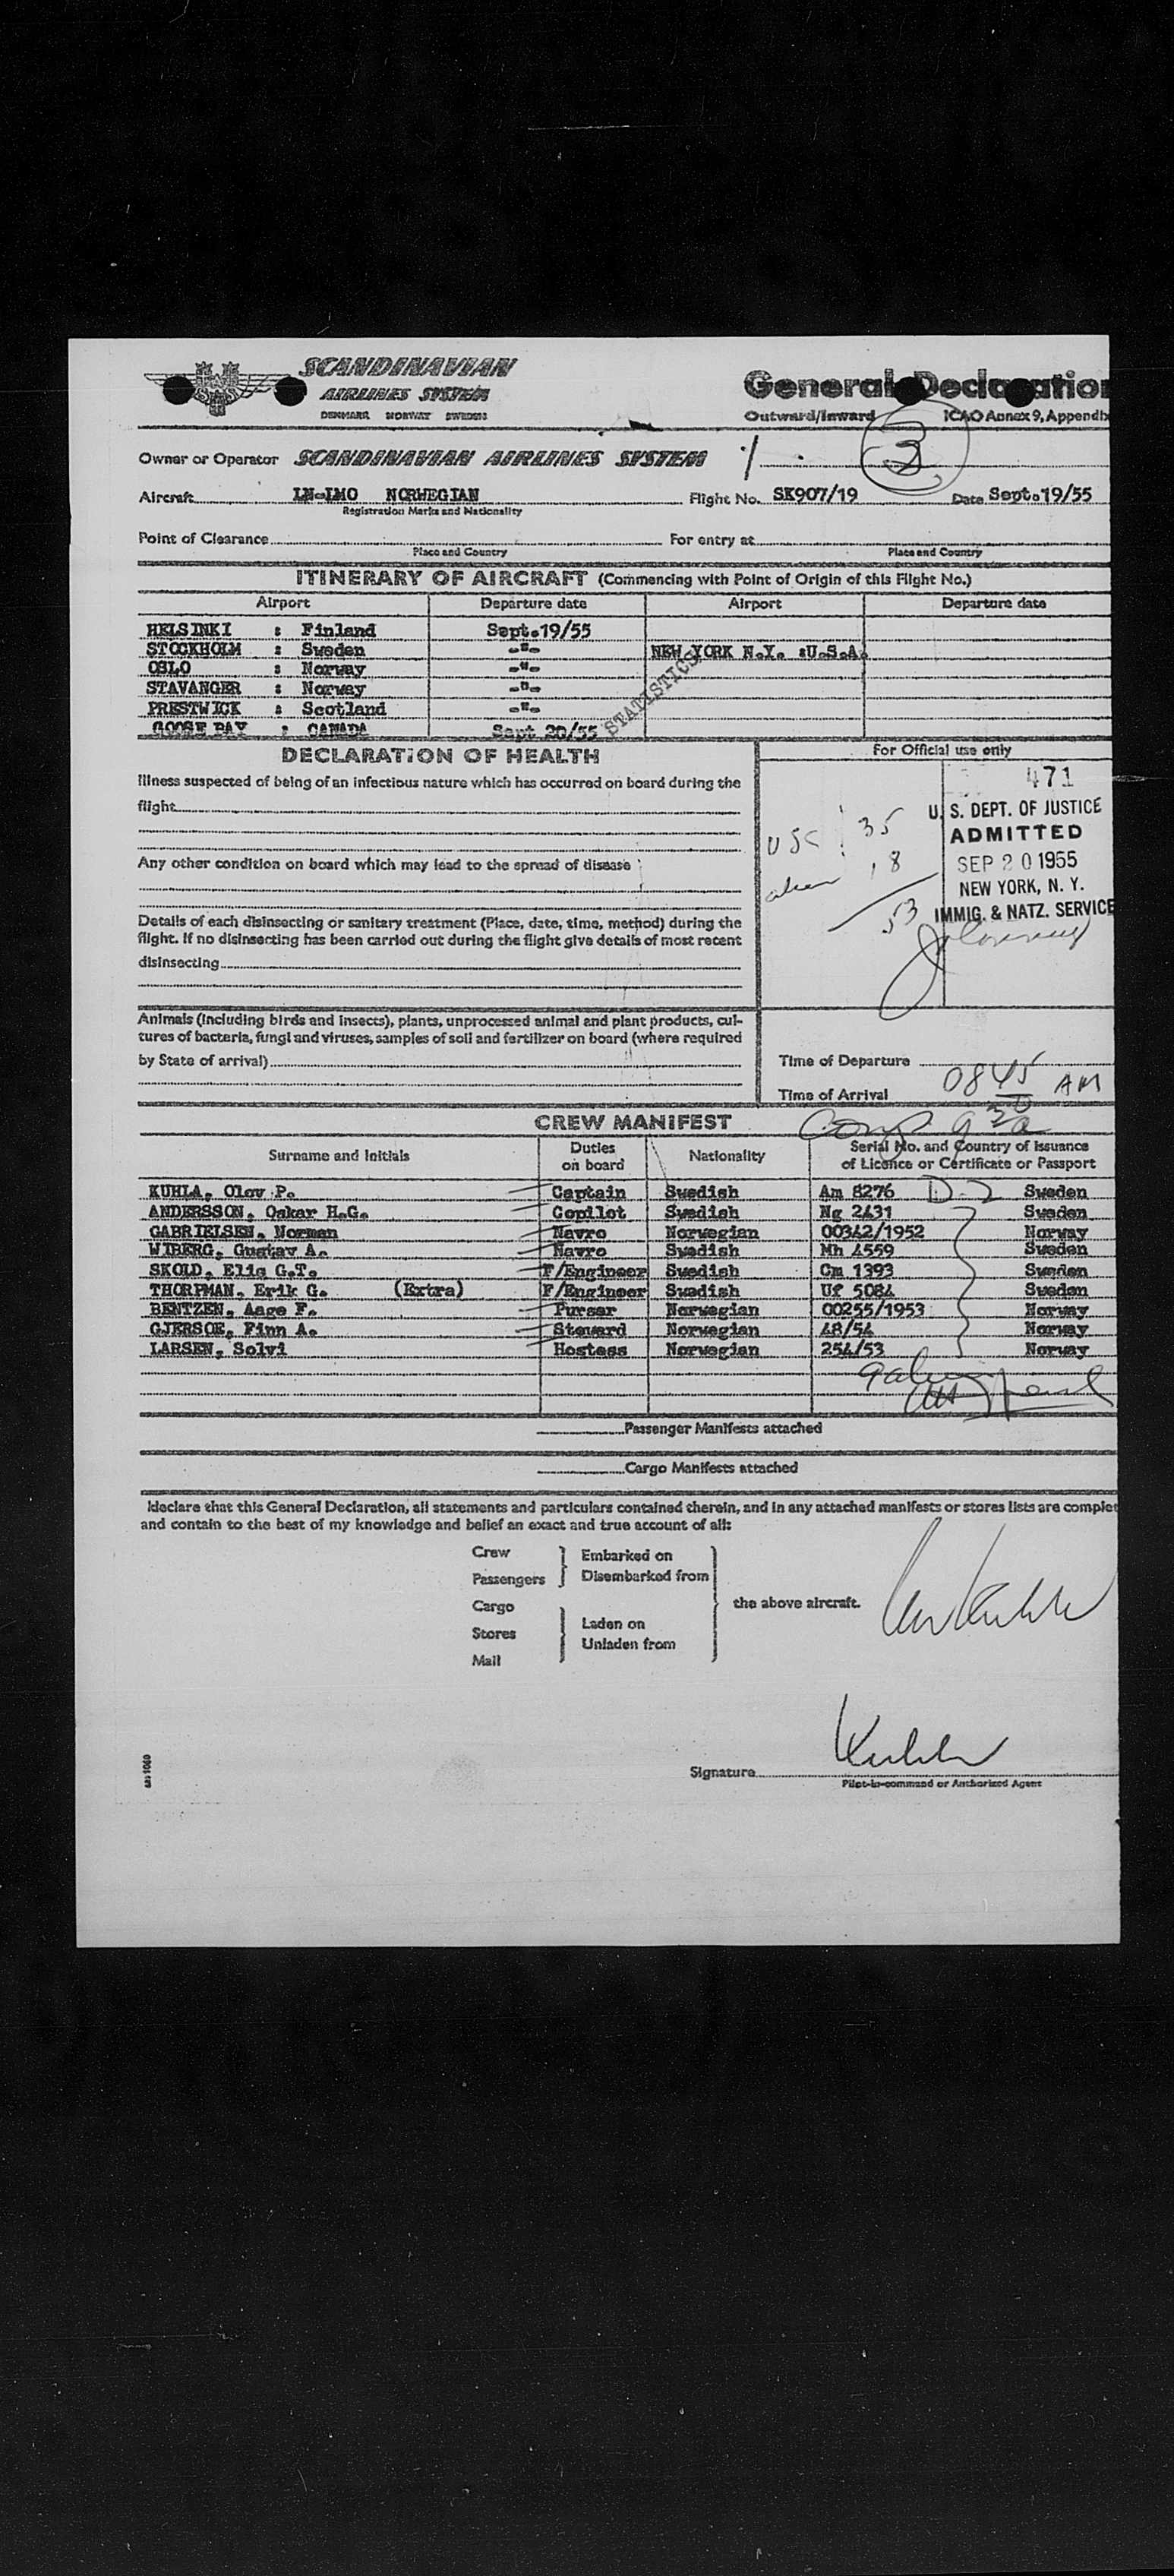 SCANDINAVIAN
AIRLINES SYSTEM
DENMARK NORWAY SWEDEN
General Declaration
Outward/Inward ICAO Annex 9, Appendix
3
Owner or Operator SCANDINAVIAN AIRLINES SYSTEM
Aircraft LN-LMO NORWEGIAN Flight No. SK907/19 Date Sept.19/55
Registration Marks and Nationality
Point of Clearance For entry at
Place and Country Place and Country
ITINERARY OF AIRCRAFT (Commencing with Point of Origin of this Flight No.)
Airport Departure date Airport Departure date
HELSINKI : Finland Sept.19/55
STOCKHOLM : Sweden -"- NEW YORK N.Y. :U.S.A.
OSLO : Norway -"-
STAVANGER : Norway -"-
PRESTWICK : Scotland -"-
GOOSE BAY : CANADA Sept 20/55
STATISTICS
DECLARATION OF HEALTH
For Official use only
Illness suspected of being of an infectious nature which has occurred on board during the
flight
Any other condition on board which may lead to the spread of disease
Details of each disinsecting or sanitary treatment (Place, date, time, method) during the
flight. If no disinsecting has been carried out during the flight give details of most recent
disinsecting
471
U. S. DEPT. OF JUSTICE
ADMITTED
SEP 20 1955
NEW YORK, N. Y.
IMMIG. & NATZ. SERVICE
USC 35
alien 18
53
Animals (including birds and insects), plants, unprocessed animal and plant products, cul-
tures of bacteria, fungi and viruses, samples of soil and fertilizer on board (where required
by State of arrival)
Time of Departure
Time of Arrival 0845 AM
CREW MANIFEST
Surname and Initials Duties on board Nationality Serial No. and Country of Issuance of Licence or Certificate or Passport
KUHLA, Olov P. Captain Swedish Am 8276 D-2 Sweden
ANDERSSON, Oskar H.G. Copilot Swedish Ng 2431 Sweden
GABRIELSEN, Norman Navro Norwegian 00342/1952 Norway
WIBERG, Gustav A. Navro Swedish Mh 4559 Sweden
SKOLD, Elis G.T. F/Engineer Swedish Cm 1393 Sweden
THORPMAN, Erik G. (Extra) F/Engineer Swedish Uf 5084 Sweden
BENTZEN, Aage F. Purser Norwegian 00255/1953 Norway
GJERSOE, Finn A. Steward Norwegian 48/54 Norway
LARSEN, Solvi Hostess Norwegian 254/53 Norway
Passenger Manifests attached
Cargo Manifests attached
I declare that this General Declaration, all statements and particulars contained therein, and in any attached manifests or stores lists are complet
and contain to the best of my knowledge and belief an exact and true account of all:
Crew Embarked on
Passengers Disembarked from
the above aircraft.
Cargo Laden on
Stores Unladen from
Mail
Signature
Pilot-in-command or Authorized Agent